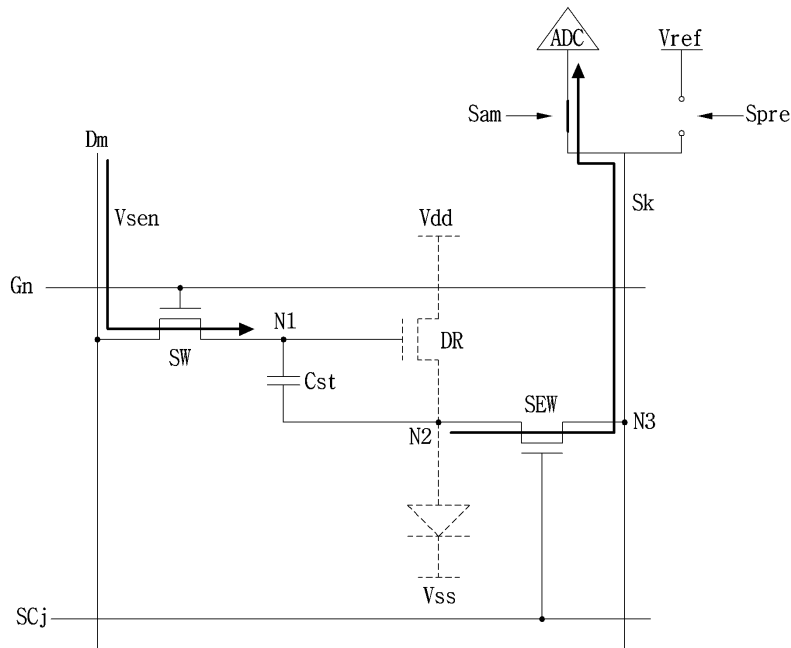 ADC
Vref
Sam
Spre
Dm
Vsen
Vdd
Sk
Gn
N1
DR
SW
Cst
SEW
N2
N3
Vss
SCj